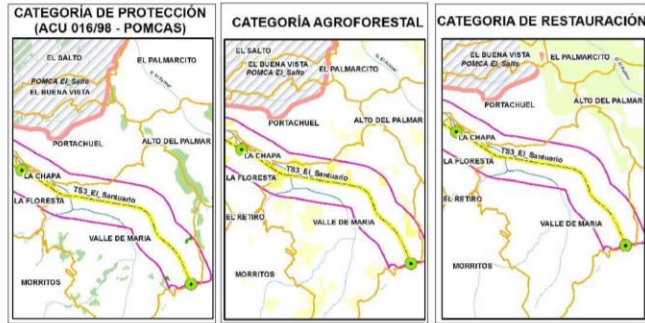 CATEGORÍA DE PROTECCIÓN
(ACU 016/98 - POMCAS)
EL SALTO
EL PALMARCITO
POMCA El_Salto
EL BUENA VISTA
ALTO DEL PALMAR
PORTACHUEL
LA CHAPA
TS3_El_Santuario
LA FLORESTA
EL RETIRO
VALLE DE MARIA
MORRITOS
CATEGORÍA AGROFORESTAL
EL SALTO
EL BUENA VISTA
POMCA El_Salto
EL PALMARCITO
ALTO DEL PALMAR
PORTACHUEL
LA CHAPA
TS3_El_Santuario
LA FLORESTA
EL RETIRO
VALLE DE MARIA
MORRITOS
CATEGORIA DE RESTAURACIÓN
EL BUENA VISTA
POMCA El_Salto
EL PALMARCITO
ALTO DEL PALMAR
PORTACHUEL
LA CHAPA
TS3_El_Santuario
LA FLORESTA
EL RETIRO
VALLE DE MARIA
MORRITOS